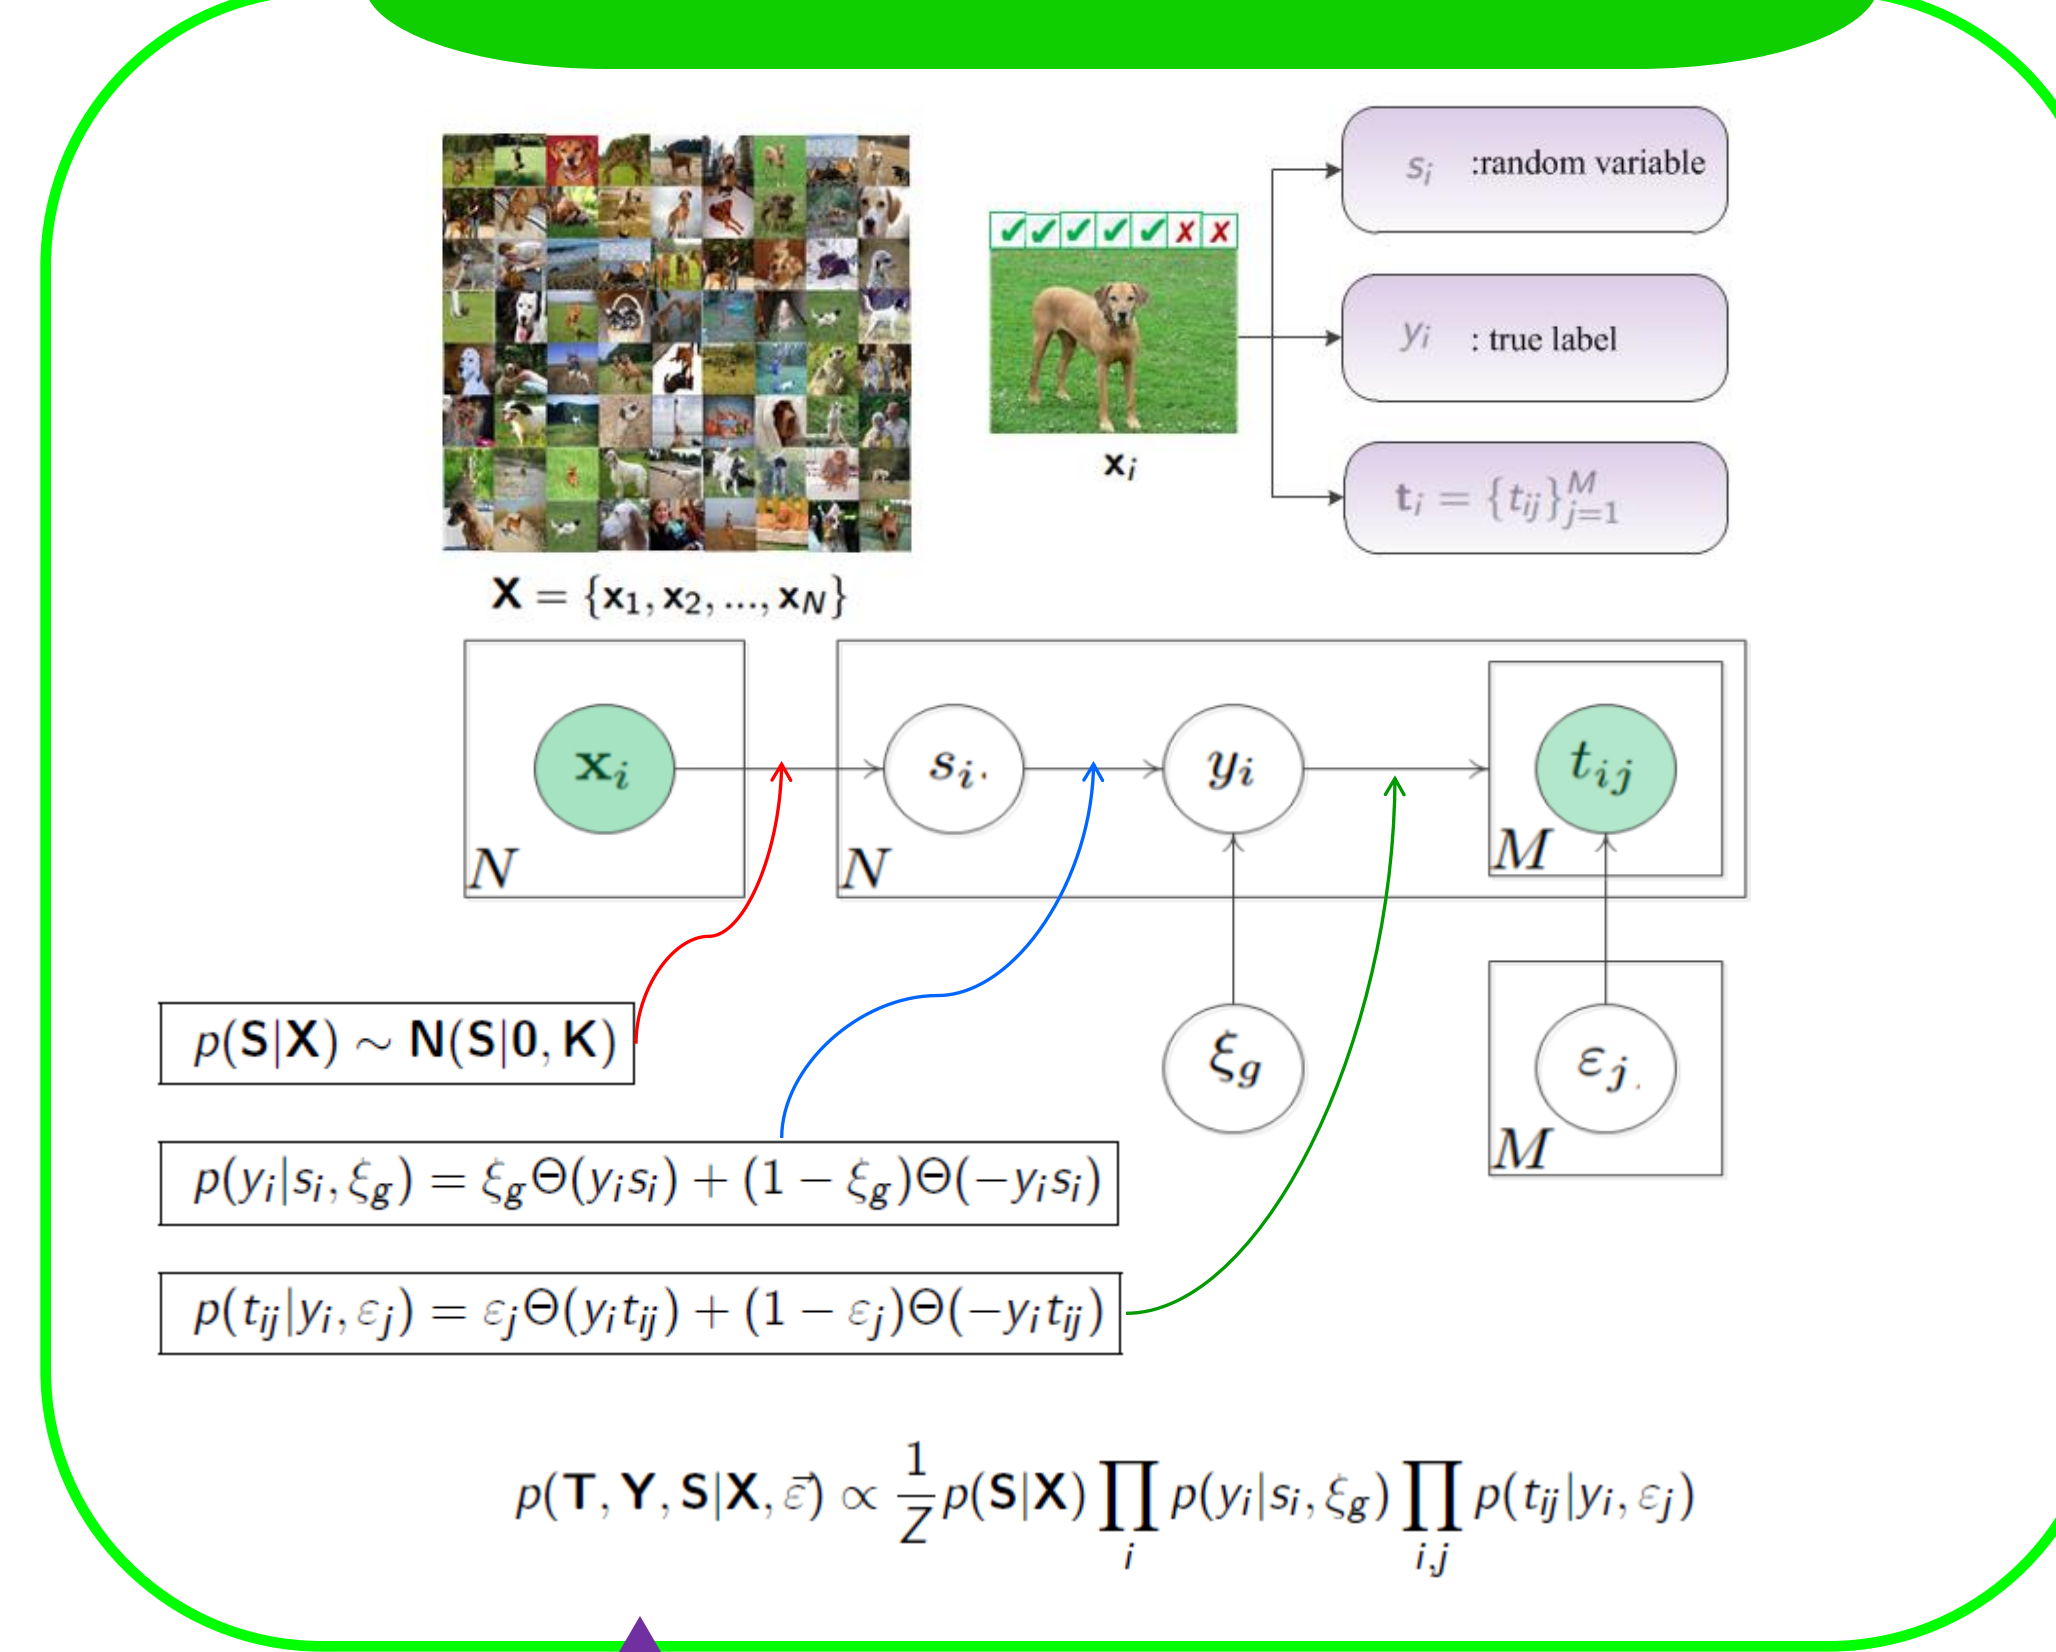 s_i :random variable
✓ ✓ ✓ ✓ ✓ ✗ ✗
y_i : true label
x_i
t_i = {t_ij}_{j=1}^M
X = {x_1, x_2, ..., x_N}
x_i s_i. y_i t_ij
N N M
ξ_g ε_j.
M
p(S|X) ∼ N(S|0, K)
p(y_i|s_i, ξ_g) = ξ_g Θ(y_i s_i) + (1 − ξ_g)Θ(−y_i s_i)
p(t_ij|y_i, ε_j) = ε_j Θ(y_i t_ij) + (1 − ε_j)Θ(−y_i t_ij)
p(T, Y, S|X, ε⃗) ∝ 1/Z p(S|X) ∏_i p(y_i|s_i, ξ_g) ∏_{i,j} p(t_ij|y_i, ε_j)